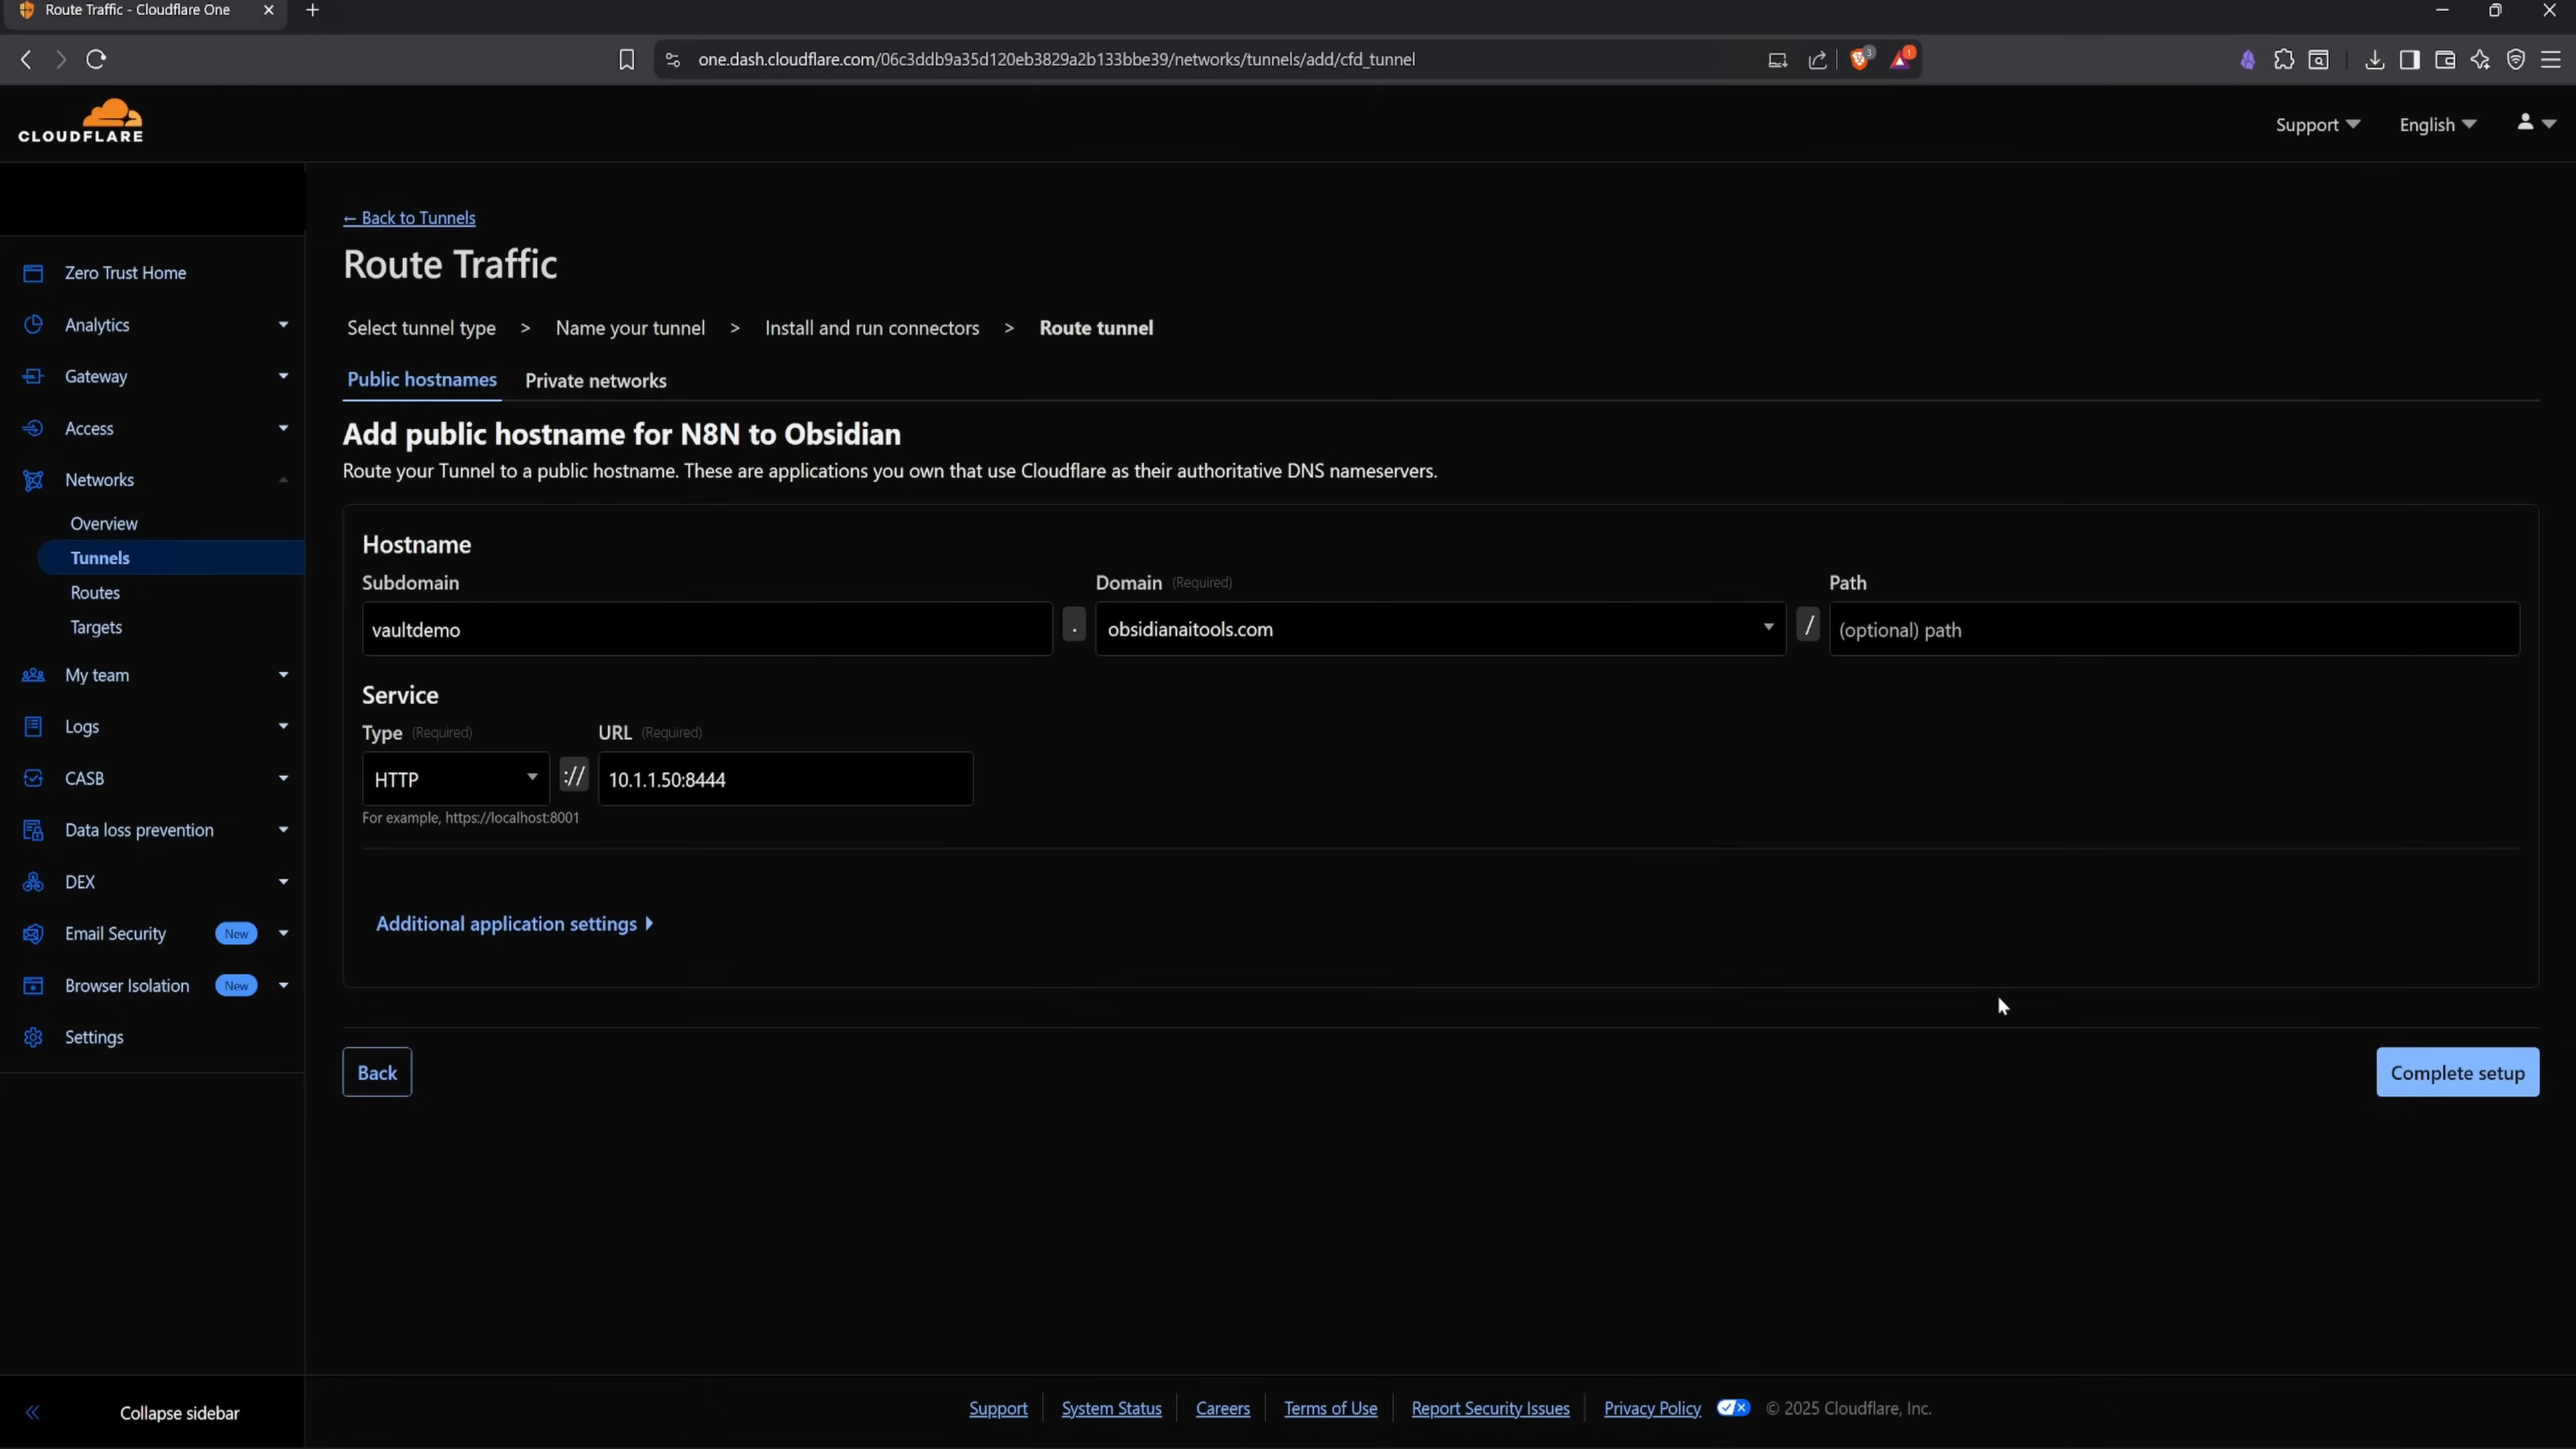 Route Traffic - Cloudflare One
one.dash.cloudflare.com/06c3ddb9a35d120eb3829a2b133bbe39/networks/tunnels/add/cfd_tunnel
3
1
CLOUDFLARE
Support
English
Zero Trust Home
Analytics
Gateway
Access
Networks
Overview
Tunnels
Routes
Targets
My team
Logs
CASB
Data loss prevention
DEX
Email Security New
Browser Isolation New
Settings
Collapse sidebar
← Back to Tunnels
Route Traffic
Select tunnel type > Name your tunnel > Install and run connectors > Route tunnel
Public hostnames Private networks
Add public hostname for N8N to Obsidian
Route your Tunnel to a public hostname. These are applications you own that use Cloudflare as their authoritative DNS nameservers.
Hostname
Subdomain Domain (Required) Path
vaultdemo . obsidianaitools.com / (optional) path
Service
Type (Required) URL (Required)
HTTP :// 10.1.1.50:8444
For example, https://localhost:8001
Additional application settings
Back Complete setup
Support System Status Careers Terms of Use Report Security Issues Privacy Policy © 2025 Cloudflare, Inc.